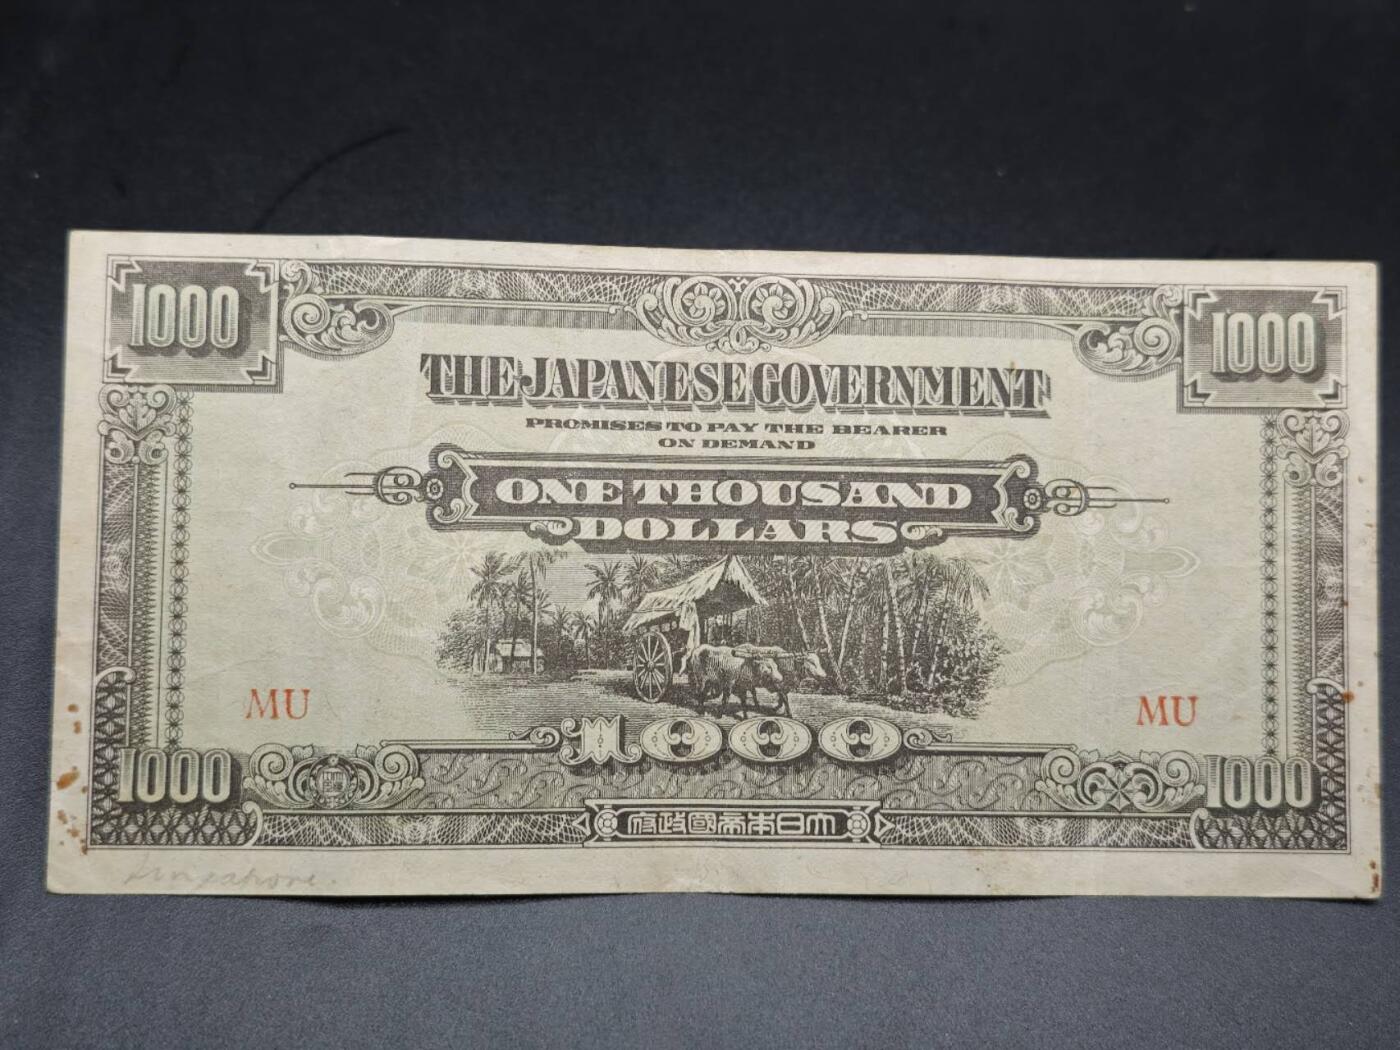 1000 1000
THE JAPANESE GOVERNMENT
PROMISES TO PAY THE BEARER
ON DEMAND
ONE THOUSAND
DOLLARS
MU MU
1000
1000 1000
府政國帝本日大
Singapore.